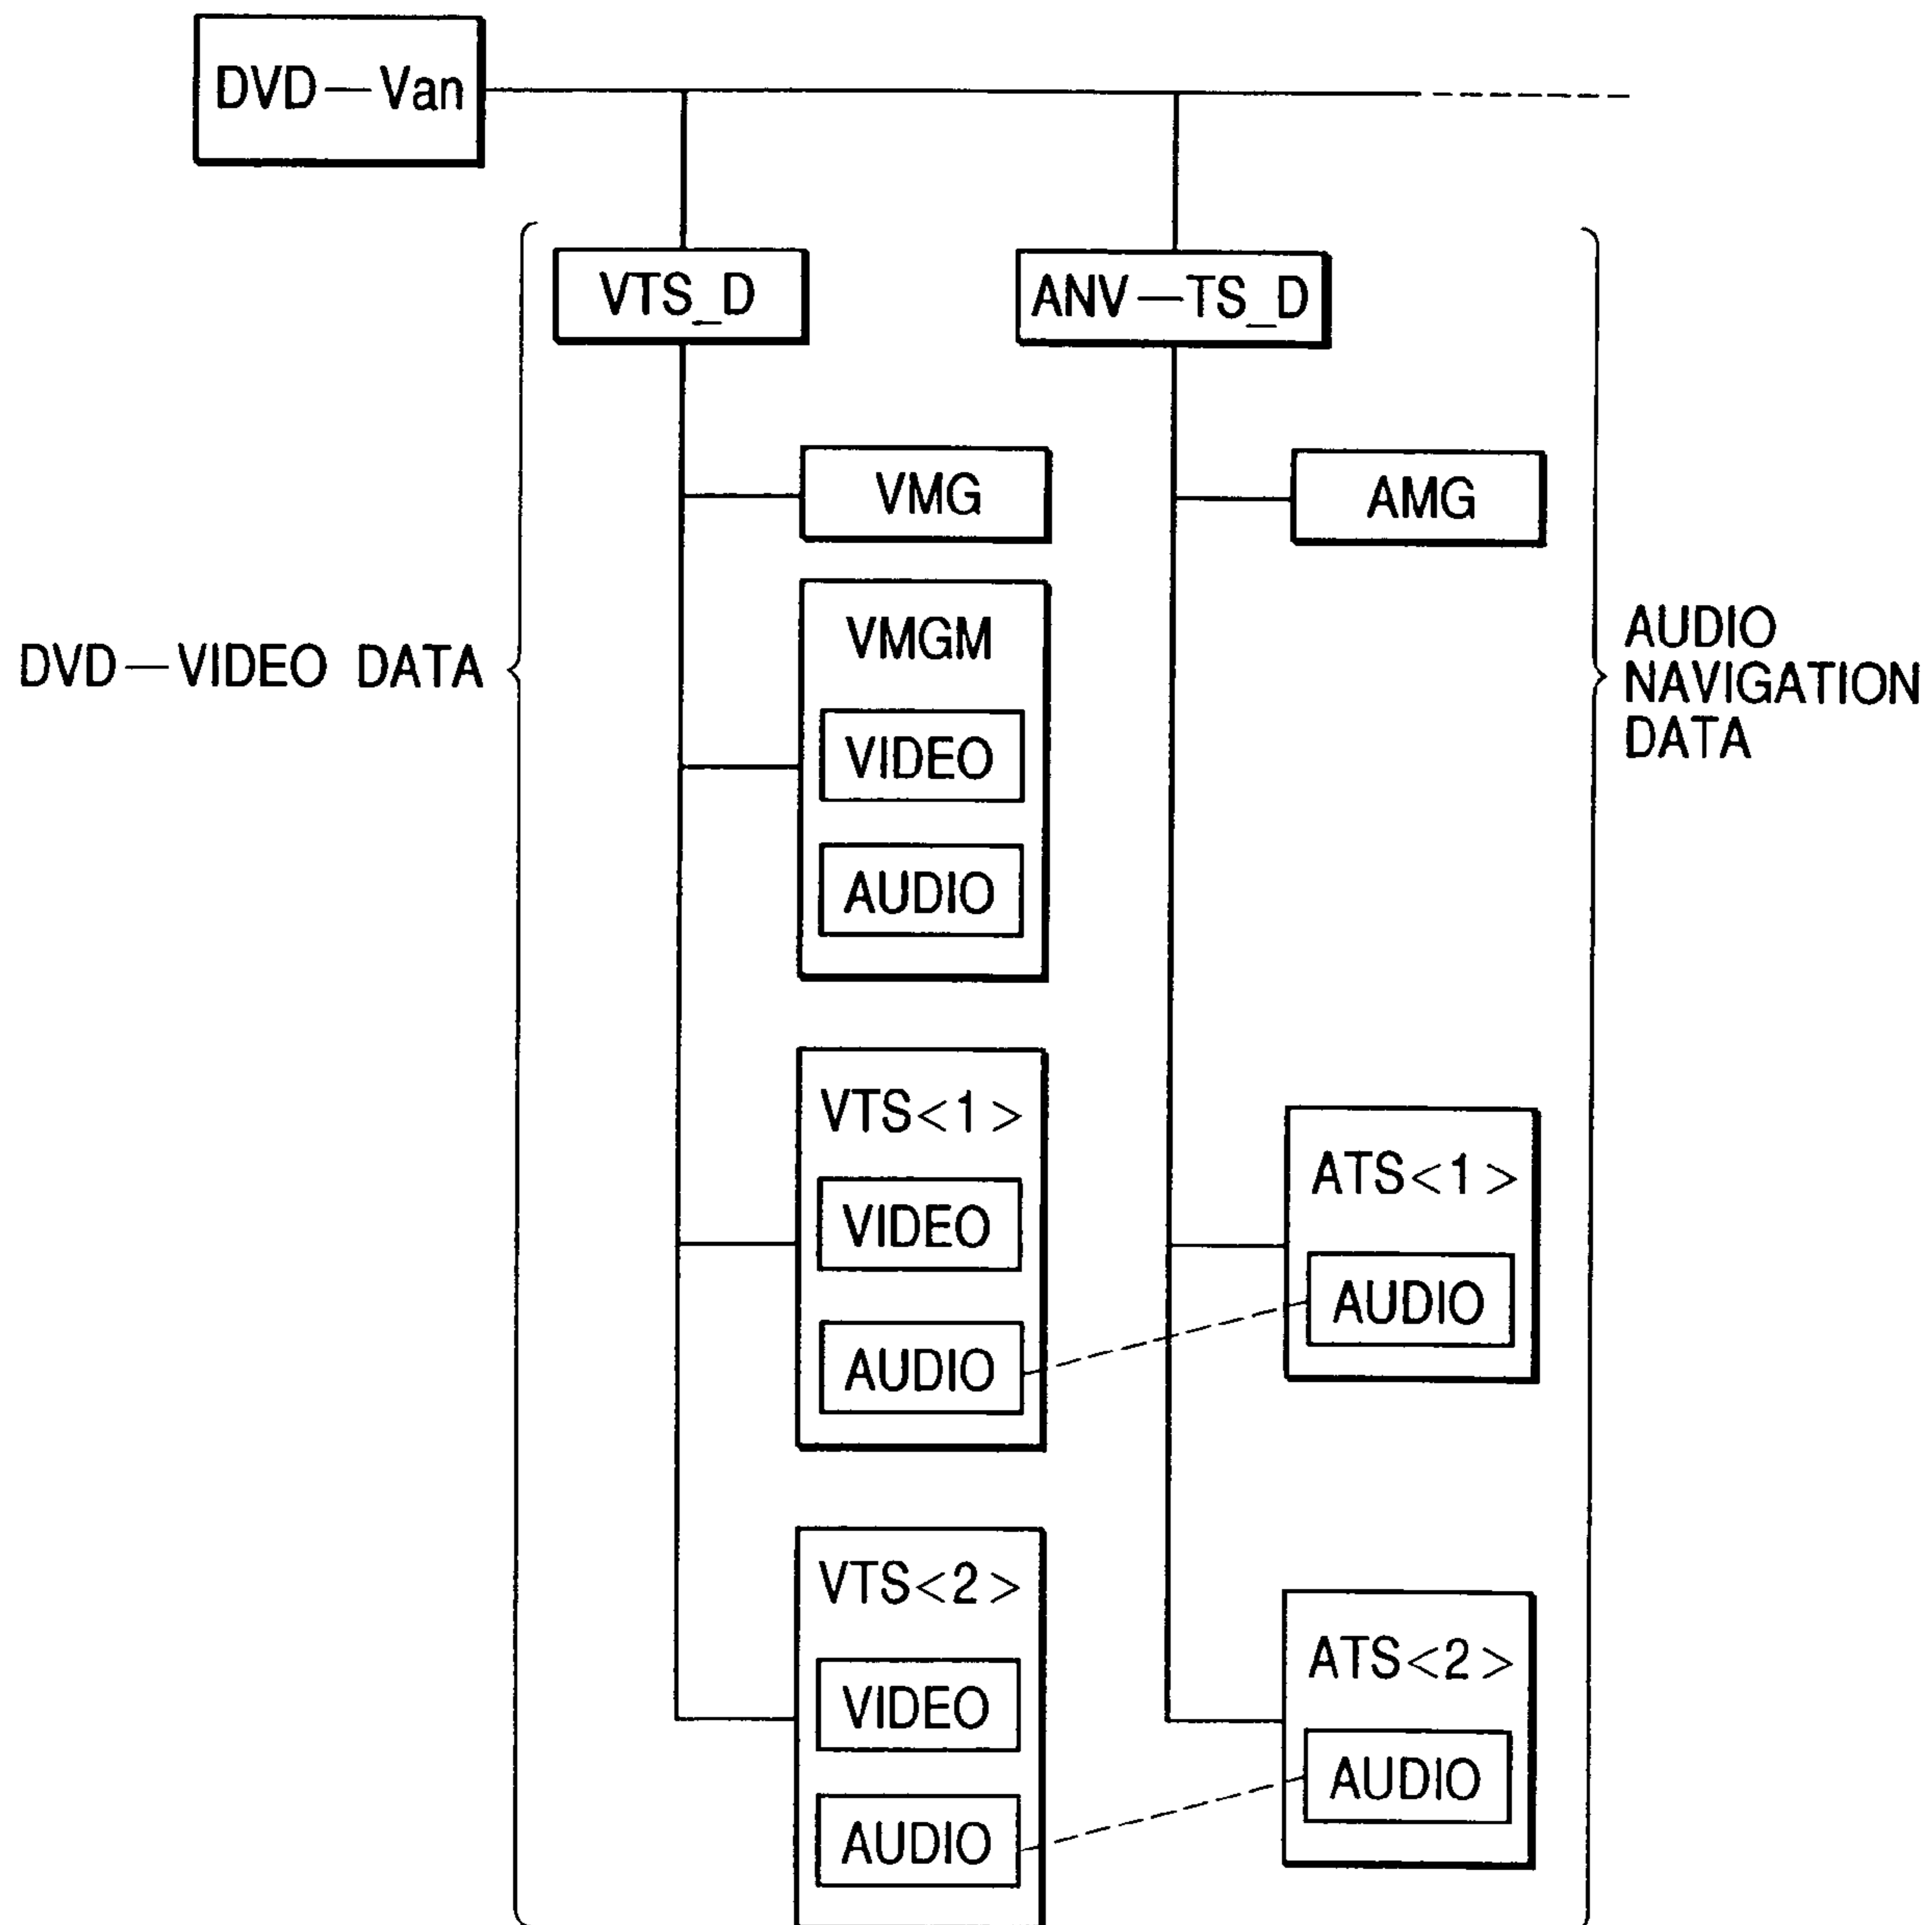 DVD—Van
VTS_D
ANV—TS_D
VMG
AMG
VMGM
VIDEO
AUDIO
DVD—VIDEO DATA
AUDIO
NAVIGATION
DATA
VTS<1>
VIDEO
AUDIO
ATS<1>
AUDIO
VTS<2>
VIDEO
AUDIO
ATS<2>
AUDIO